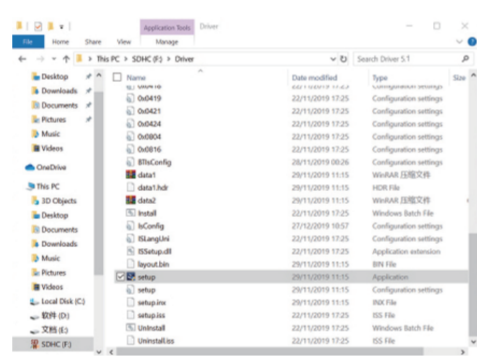 Application Tools Driver
File Home Share View Manage
This PC > SDHC (F:) > Driver Search Driver 5.1
Name Date modified Type Size
0x0416 22/11/2019 17:25 Configuration settings
0x0419 22/11/2019 17:25 Configuration settings
0x0421 22/11/2019 17:25 Configuration settings
0x0424 22/11/2019 17:25 Configuration settings
0x0804 22/11/2019 17:25 Configuration settings
0x0816 22/11/2019 17:25 Configuration settings
BTIsConfig 28/11/2019 00:26 Configuration settings
data1 29/11/2019 11:15 WinRAR 压缩文件
data1.hdr 29/11/2019 11:15 HDR File
data2 29/11/2019 11:15 WinRAR 压缩文件
Install 22/11/2019 17:25 Windows Batch File
IsConfig 27/12/2019 10:57 Configuration settings
ISLangUni 22/11/2019 17:25 Configuration settings
ISSetup.dll 22/11/2019 17:25 Application extension
layout.bin 29/11/2019 11:15 BIN File
setup 29/11/2019 11:15 Application
setup 29/11/2019 11:15 Configuration settings
setup.inx 29/11/2019 11:15 INX File
setup.iss 22/11/2019 17:25 ISS File
UnInstall 22/11/2019 17:25 Windows Batch File
Uninstall.iss 22/11/2019 17:25 ISS File
Desktop
Downloads
Documents
Pictures
Music
Videos
OneDrive
This PC
3D Objects
Desktop
Documents
Downloads
Music
Pictures
Videos
Local Disk (C:)
软件 (D:)
文档 (E:)
SDHC (F:)